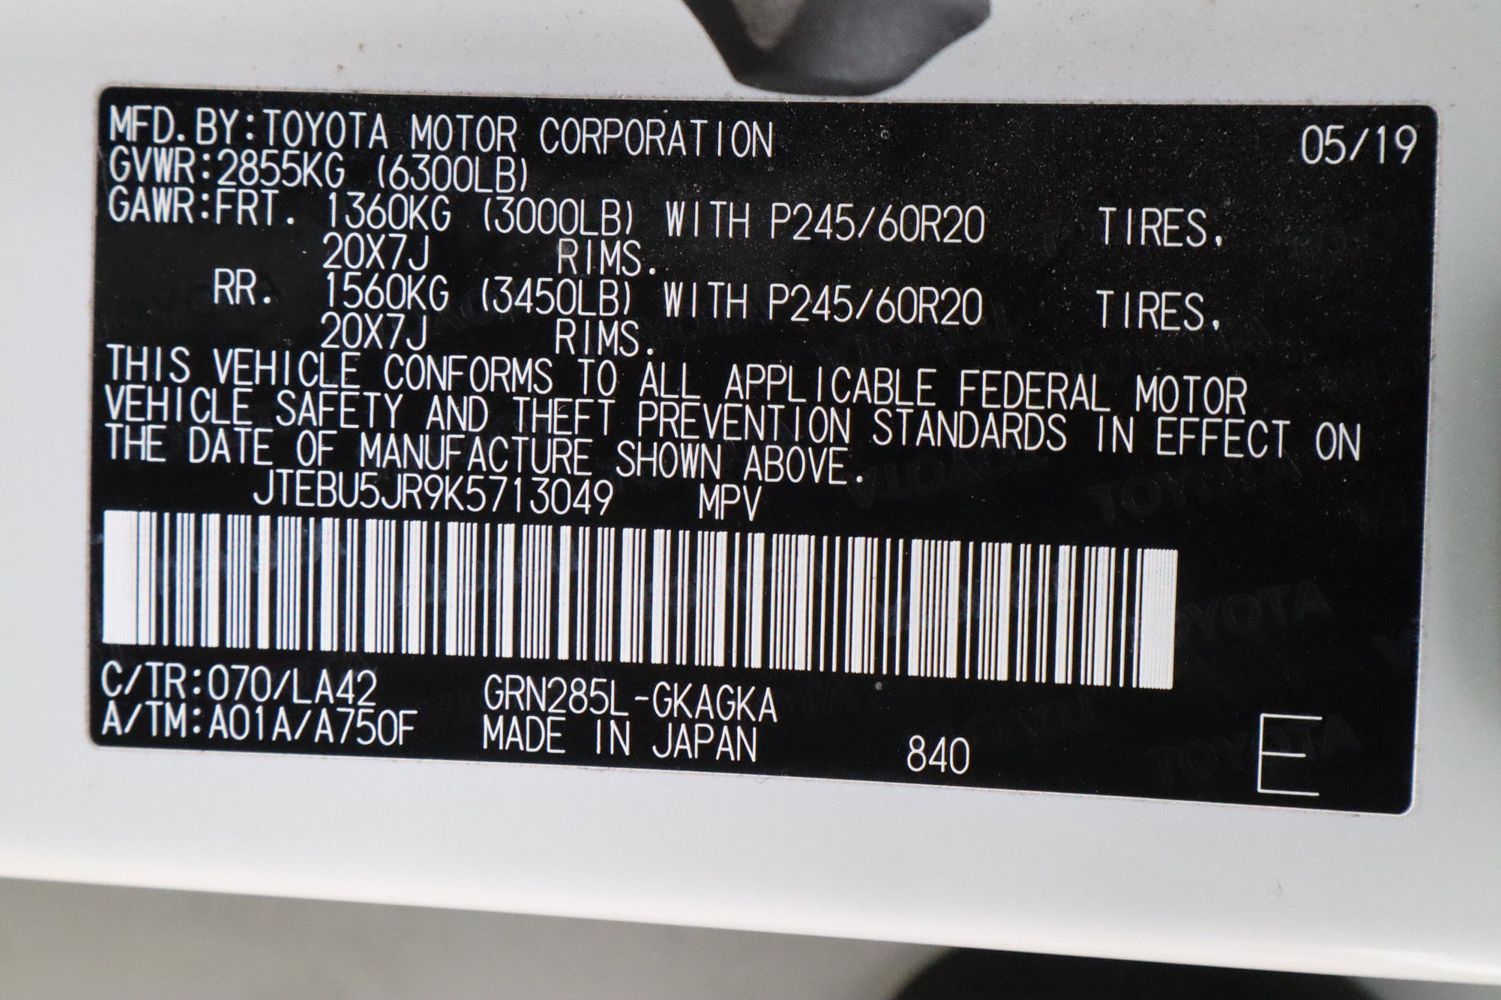 MFD. BY: TOYOTA MOTOR CORPORATION 05/19
GVWR: 2855KG (6300LB)
GAWR: FRT. 1360KG (3000LB) WITH P245/60R20 TIRES,
20X7J RIMS.
RR. 1560KG (3450LB) WITH P245/60R20 TIRES,
20X7J RIMS.
THIS VEHICLE CONFORMS TO ALL APPLICABLE FEDERAL MOTOR
VEHICLE SAFETY AND THEFT PREVENTION STANDARDS IN EFFECT ON
THE DATE OF MANUFACTURE SHOWN ABOVE.
JTEBU5JR9K5713049 MPV
C/TR: 070/LA42 GRN285L-GKAGKA
A/TM: A01A/A750F MADE IN JAPAN 840 E